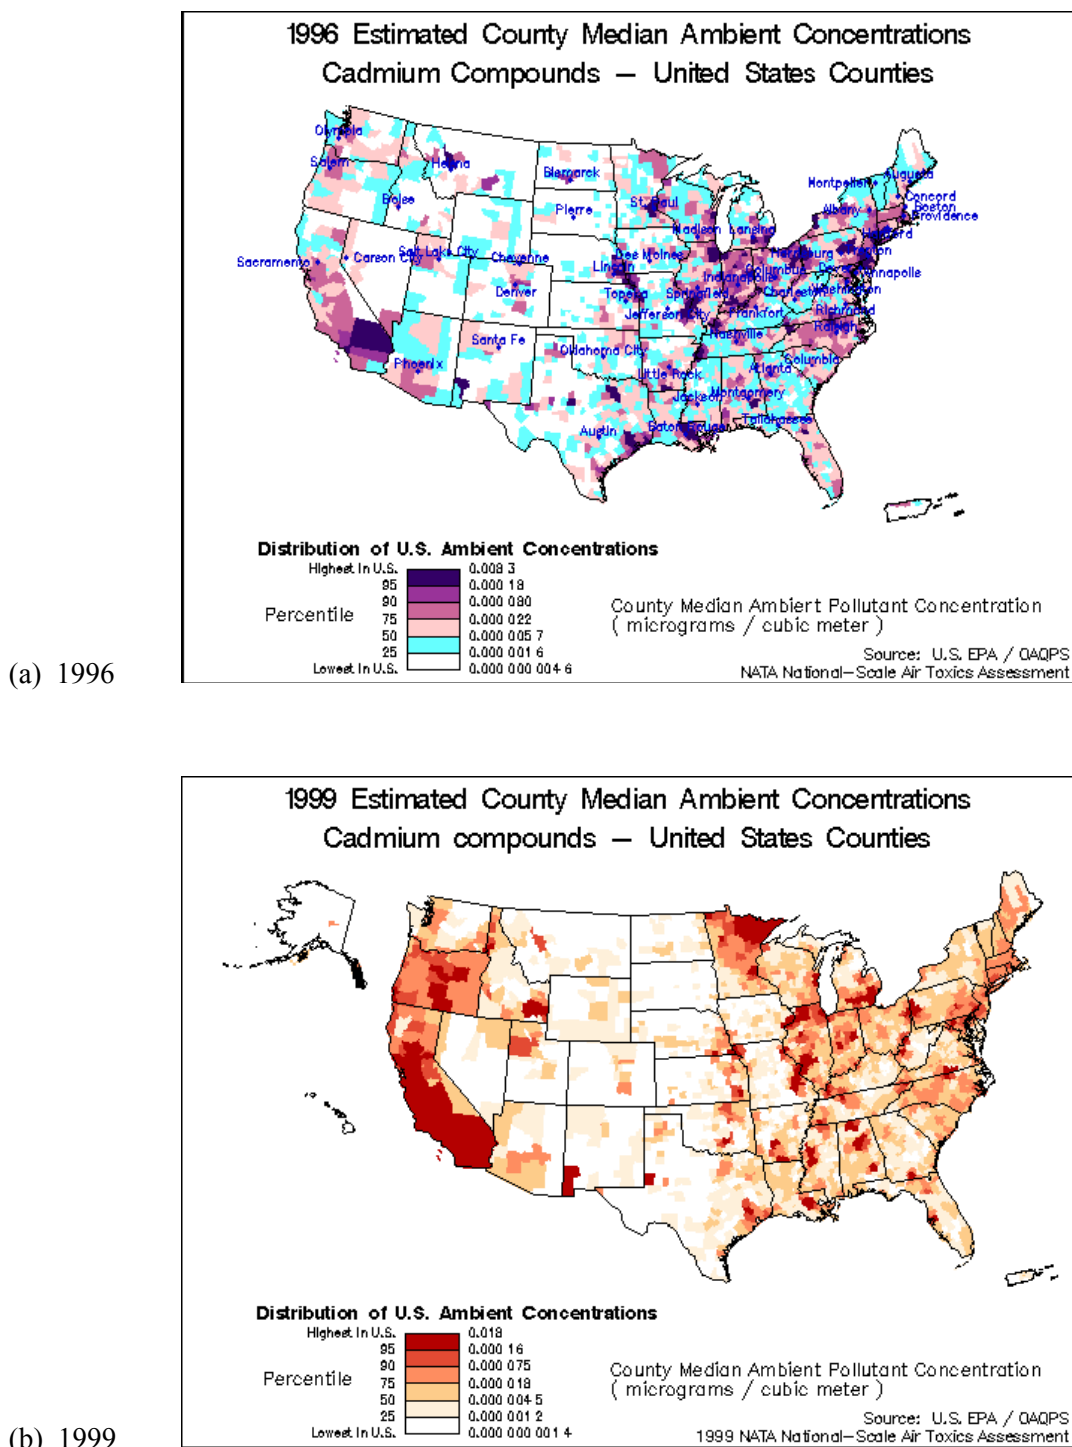 1996 Estimated County Median Ambient Concentrations
Cadmium Compounds — United States Counties
Olympia
Salem
Helena
Boise
Bismarck
Pierre
St. Paul
Madison Lansing
Montpelier
Augusta
Concord
Boston
Albany
Providence
Sacramento
Carson City
Salt Lake City
Cheyenne
Denver
Des Moines
Lincoln
Topeka
Springfield
Indianapolis
Columbus
Harrisburg
Annapolis
Washington
Charleston
Jefferson City
Frankfort
Richmond
Raleigh
Nashville
Santa Fe
Phoenix
Oklahoma City
Little Rock
Atlanta
Columbia
Jackson
Montgomery
Tallahassee
Austin
Baton Rouge
Distribution of U.S. Ambient Concentrations
Highest In U.S. 0.008 3
95 0.000 18
90 0.000 080
Percentile
75 0.000 022
50 0.000 005 7
25 0.000 001 6
Lowest In U.S. 0.000 000 004 6
County Median Ambient Pollutant Concentration
( micrograms / cubic meter )
Source: U.S. EPA / OAQPS
NATA National—Scale Air Toxics Assessment
(a) 1996
1999 Estimated County Median Ambient Concentrations
Cadmium compounds — United States Counties
Distribution of U.S. Ambient Concentrations
Highest In U.S. 0.018
95 0.000 16
90 0.000 075
Percentile
75 0.000 018
50 0.000 004 5
25 0.000 001 2
Lowest In U.S. 0.000 000 001 4
County Median Ambient Pollutant Concentration
( micrograms / cubic meter )
Source: U.S. EPA / OAQPS
1999 NATA National—Scale Air Toxics Assessment
(b) 1999